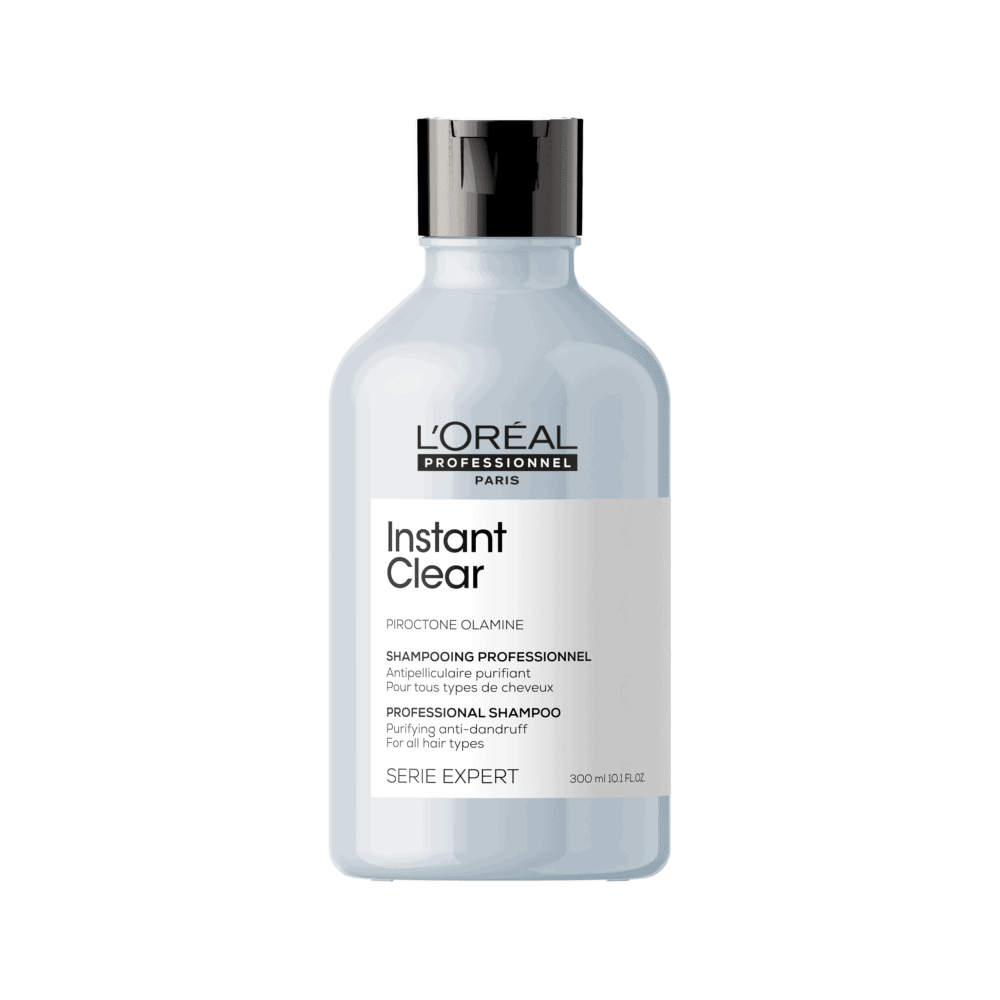 L'ORÉAL
PROFESSIONNEL
PARIS
Instant
Clear
PIROCTONE OLAMINE
SHAMPOOING PROFESSIONNEL
Antipelliculaire purifiant
Pour tous types de cheveux
PROFESSIONAL SHAMPOO
Purifying anti-dandruff
For all hair types
SERIE EXPERT
300 ml 10.1 FL.OZ.